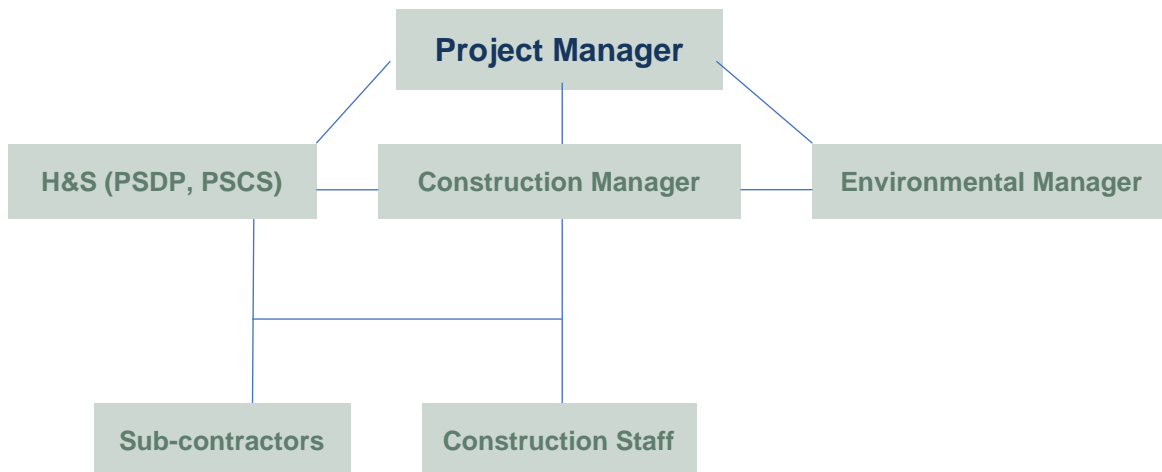 Project Manager
H&S (PSDP, PSCS)
Construction Manager
Environmental Manager
Sub-contractors
Construction Staff